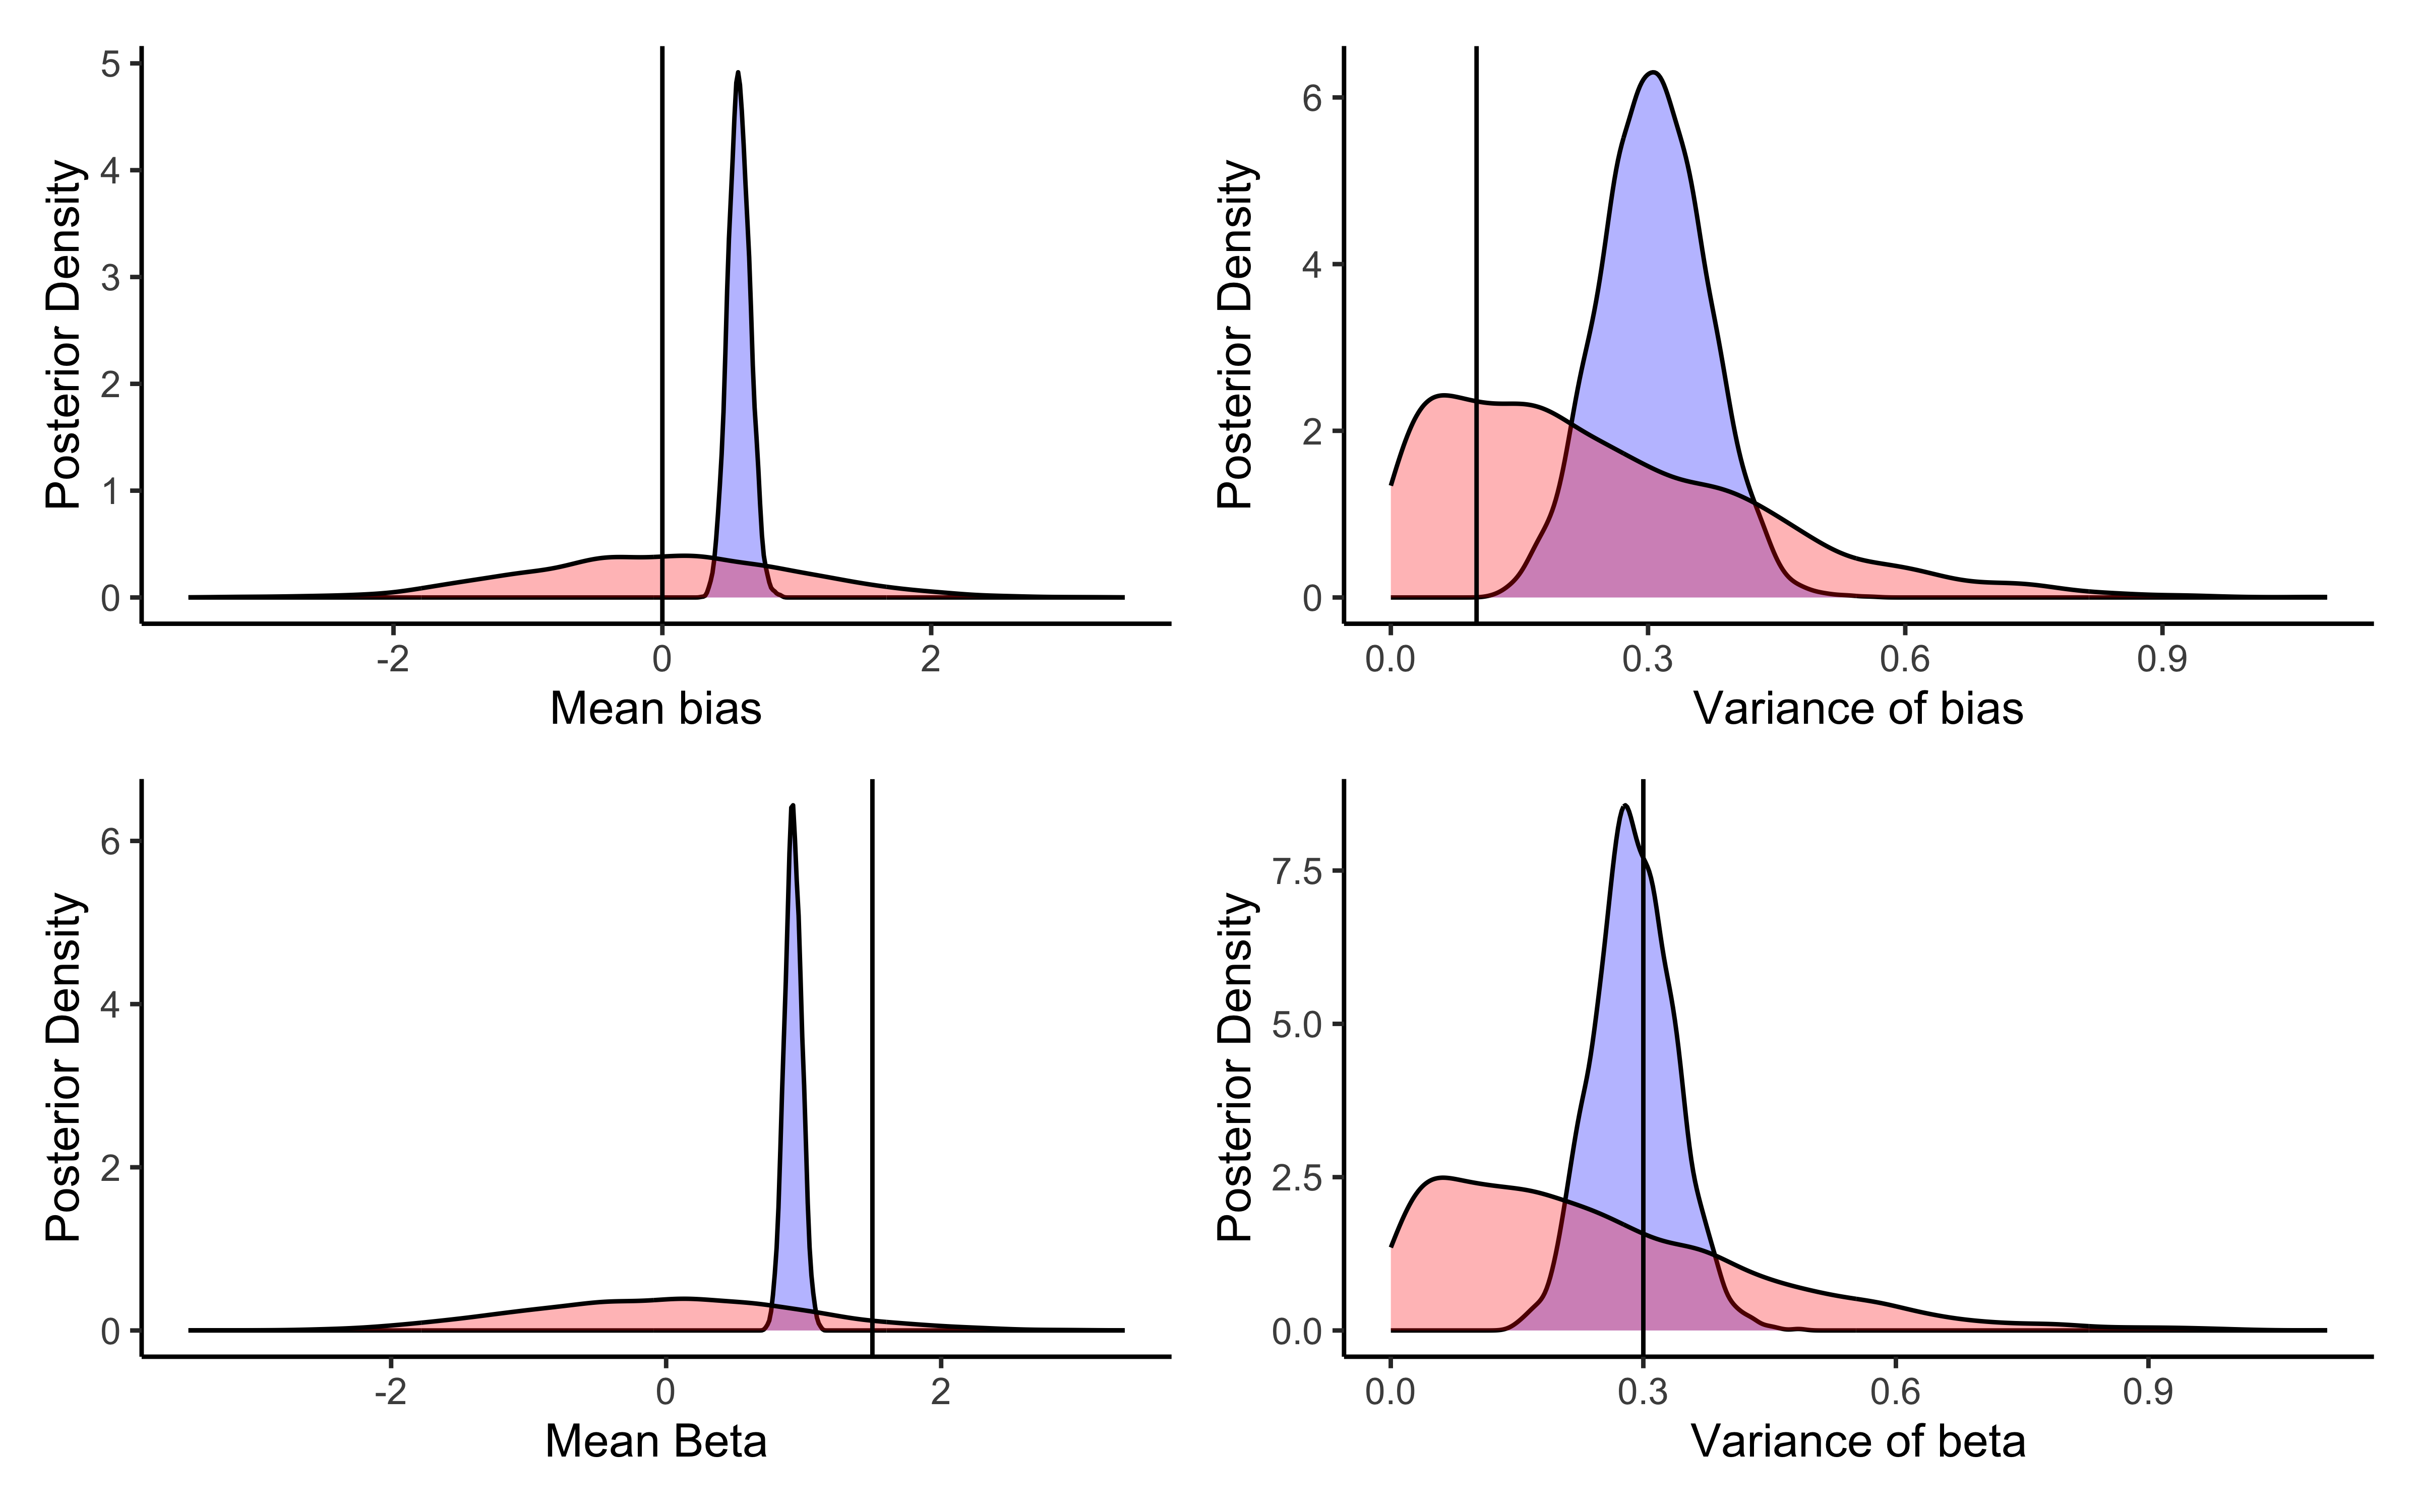 Posterior Density
5
4
3
2
1
0
-2 0 2
Mean bias
Posterior Density
6
4
2
0
0.0 0.3 0.6 0.9
Variance of bias
Posterior Density
6
4
2
0
-2 0 2
Mean Beta
Posterior Density
7.5
5.0
2.5
0.0
0.0 0.3 0.6 0.9
Variance of beta